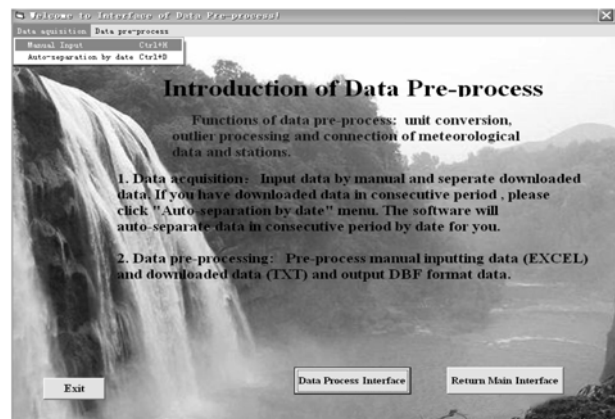 Welcome to Interface of Data Pre-process!
Data aquisition Data pre-process
Manual Input Ctrl+M
Auto-separation by date Ctrl+D
Introduction of Data Pre-process
Functions of data pre-process: unit conversion,
outlier processing and connection of meteorological
data and stations.
1. Data acquisition: Input data by manual and seperate downloaded
data. If you have downloaded data in consecutive period , please
click "Auto-separation by date" menu. The software will
auto-separate data in consecutive period by date for you.
2. Data pre-processing: Pre-process manual inputting data (EXCEL)
and downloaded data (TXT) and output DBF format data.
Exit
Data Process Interface
Return Main Interface